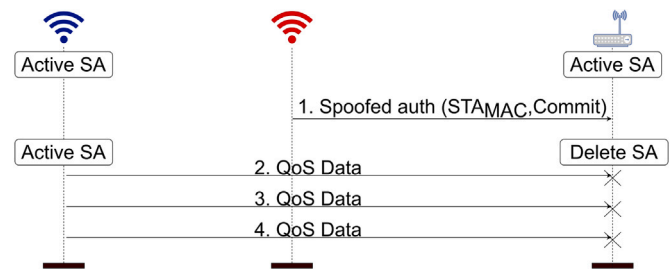 Active SA
Active SA
1. Spoofed auth (STAMAC,Commit)
Active SA
Delete SA
2. QoS Data
3. QoS Data
4. QoS Data